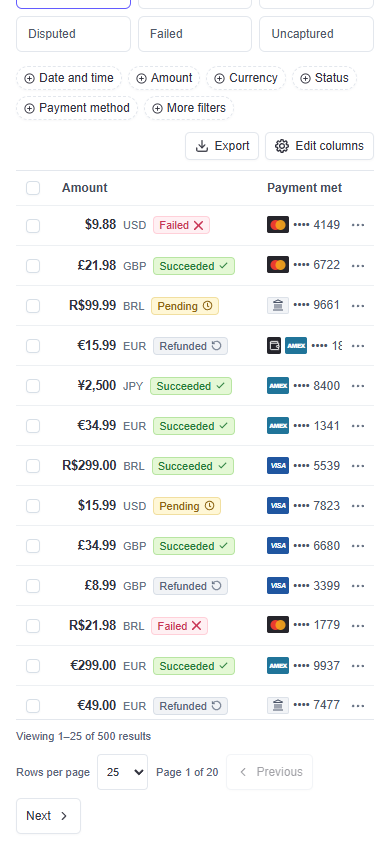 Disputed Failed Uncaptured
Date and time Amount Currency Status
Payment method More filters
Export Edit columns
Amount Payment met
$9.88 USD Failed •••• 4149 ···
£21.98 GBP Succeeded •••• 6722 ···
R$99.99 BRL Pending •••• 9661 ···
€15.99 EUR Refunded AMEX •••• 18 ···
¥2,500 JPY Succeeded AMEX •••• 8400 ···
€34.99 EUR Succeeded AMEX •••• 1341 ···
R$299.00 BRL Succeeded VISA •••• 5539 ···
$15.99 USD Pending VISA •••• 7823 ···
£34.99 GBP Succeeded VISA •••• 6680 ···
£8.99 GBP Refunded VISA •••• 3399 ···
R$21.98 BRL Failed •••• 1779 ···
€299.00 EUR Succeeded AMEX •••• 9937 ···
€49.00 EUR Refunded •••• 7477 ···
Viewing 1–25 of 500 results
Rows per page 25 Page 1 of 20 Previous
Next